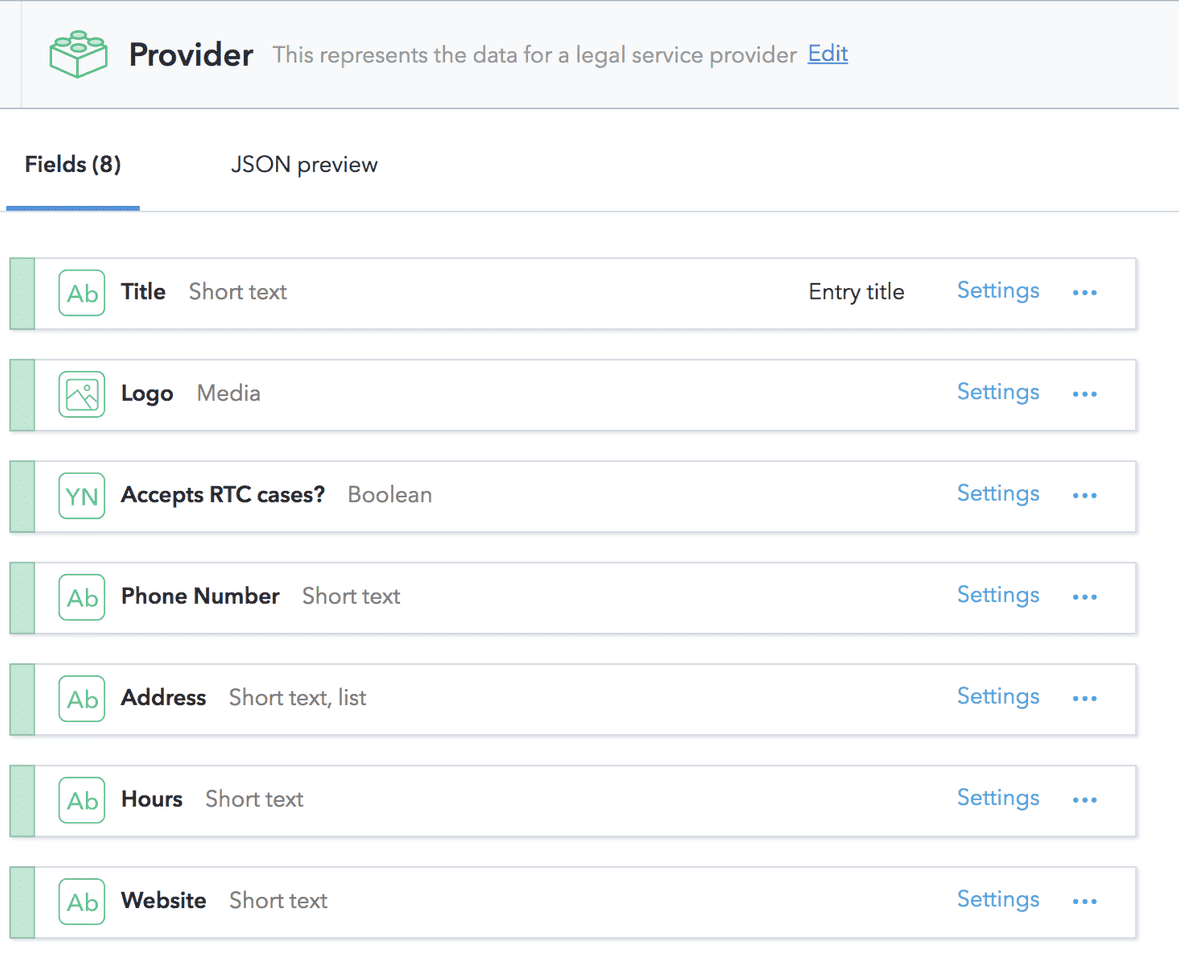 Provider This represents the data for a legal service provider Edit
Fields (8) JSON preview
Ab Title Short text Entry title Settings ...
Logo Media Settings ...
YN Accepts RTC cases? Boolean Settings ...
Ab Phone Number Short text Settings ...
Ab Address Short text, list Settings ...
Ab Hours Short text Settings ...
Ab Website Short text Settings ...